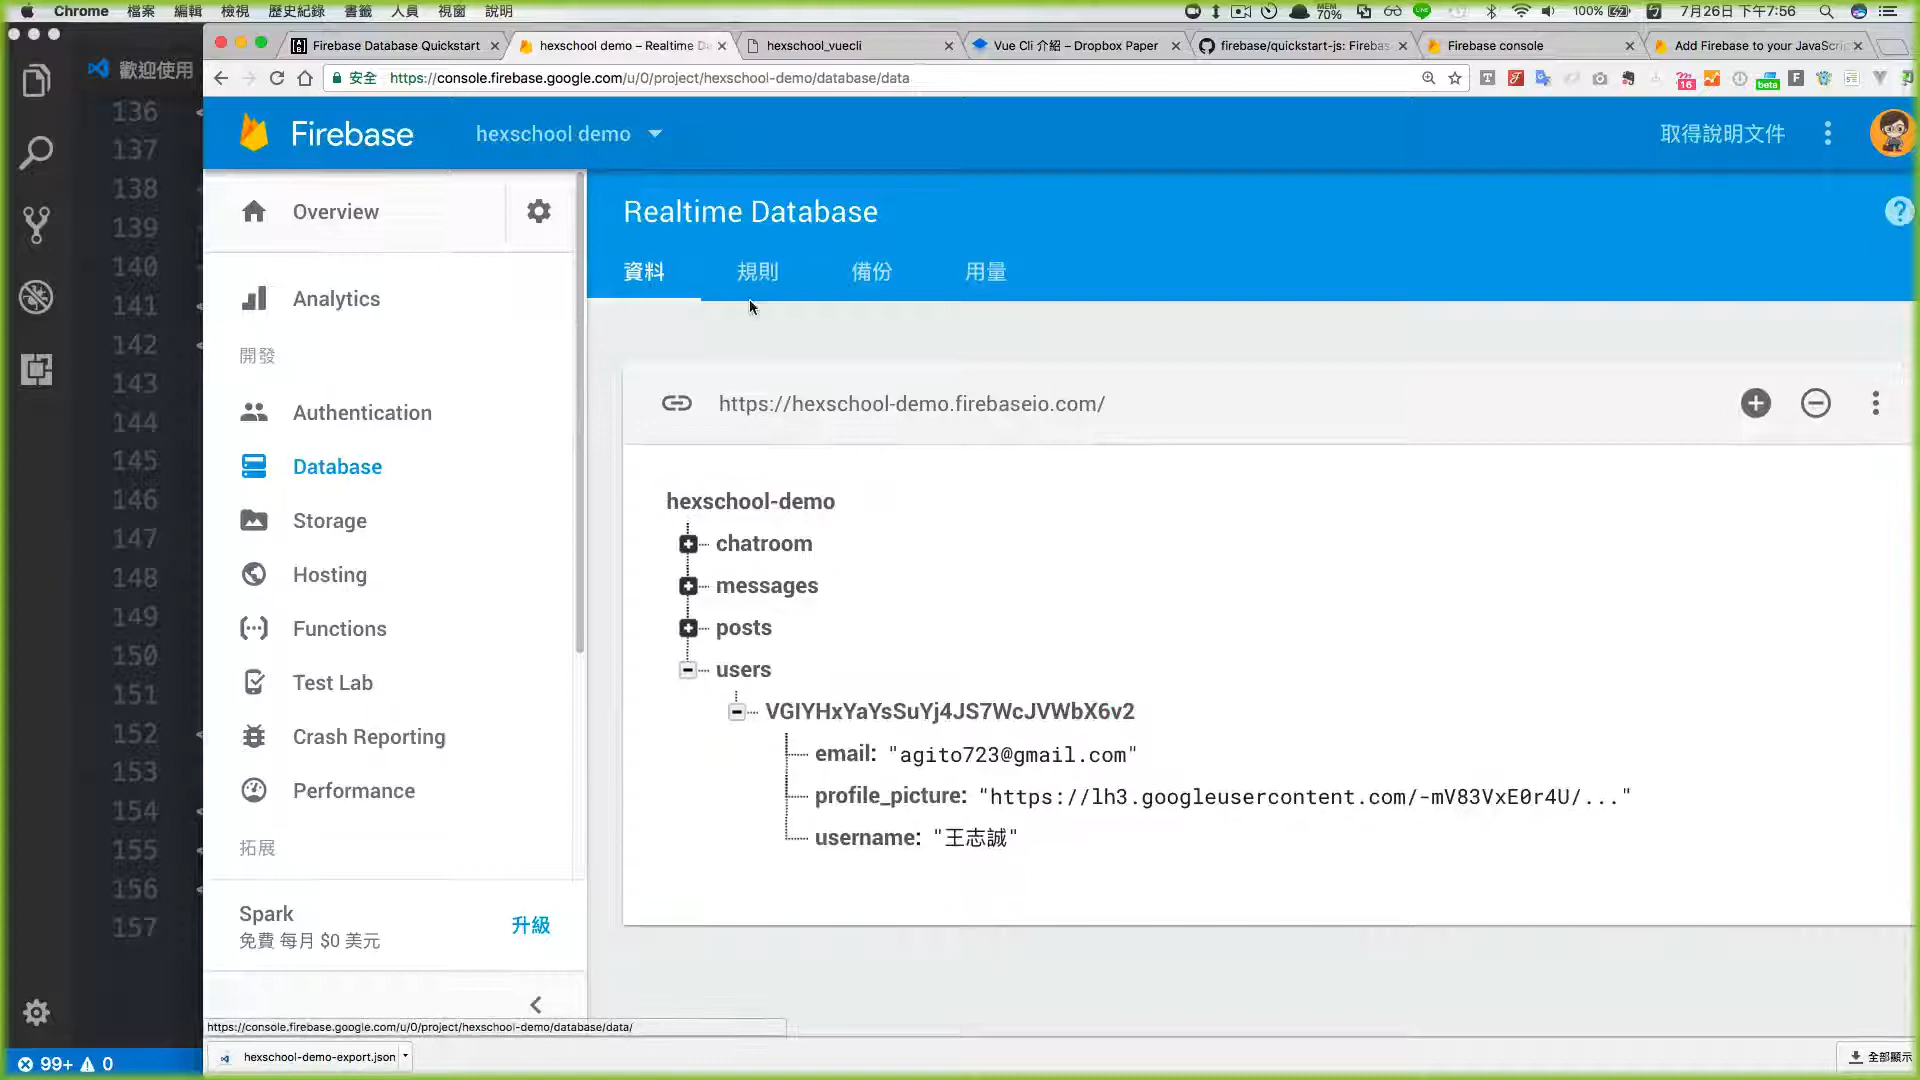 Chrome 檔案 編輯 檢視 歷史紀錄 書籤 人員 視窗 說明 MEM 70% LINE 100% 7月26日 下午7:56
Firebase Database Quickstart
hexschool demo – Realtime D
hexschool_vuecli
Vue Cli 介紹 – Dropbox Paper
firebase/quickstart-js: Firebas
Firebase console
Add Firebase to your JavaScri
安全 https://console.firebase.google.com/u/0/project/hexschool-demo/database/data
16 beta
歡迎使用
136
137
138
139
140
141
142
143
144
145
146
147
148
149
150
151
152
153
154
155
156
157
Firebase hexschool demo 取得說明文件
Overview
Analytics
開發
Authentication
Database
Storage
Hosting
Functions
Test Lab
Crash Reporting
Performance
拓展
Spark
免費 每月 $0 美元
升級
Realtime Database
資料 規則 備份 用量
https://hexschool-demo.firebaseio.com/
hexschool-demo
chatroom
messages
posts
users
VGIYHxYaYsSuYj4JS7WcJVWbX6v2
email: "agito723@gmail.com"
profile_picture: "https://lh3.googleusercontent.com/-mV83VxE0r4U/..."
username: "王志誠"
https://console.firebase.google.com/u/0/project/hexschool-demo/database/data/
hexschool-demo-export.json
全部顯示
99+ 0